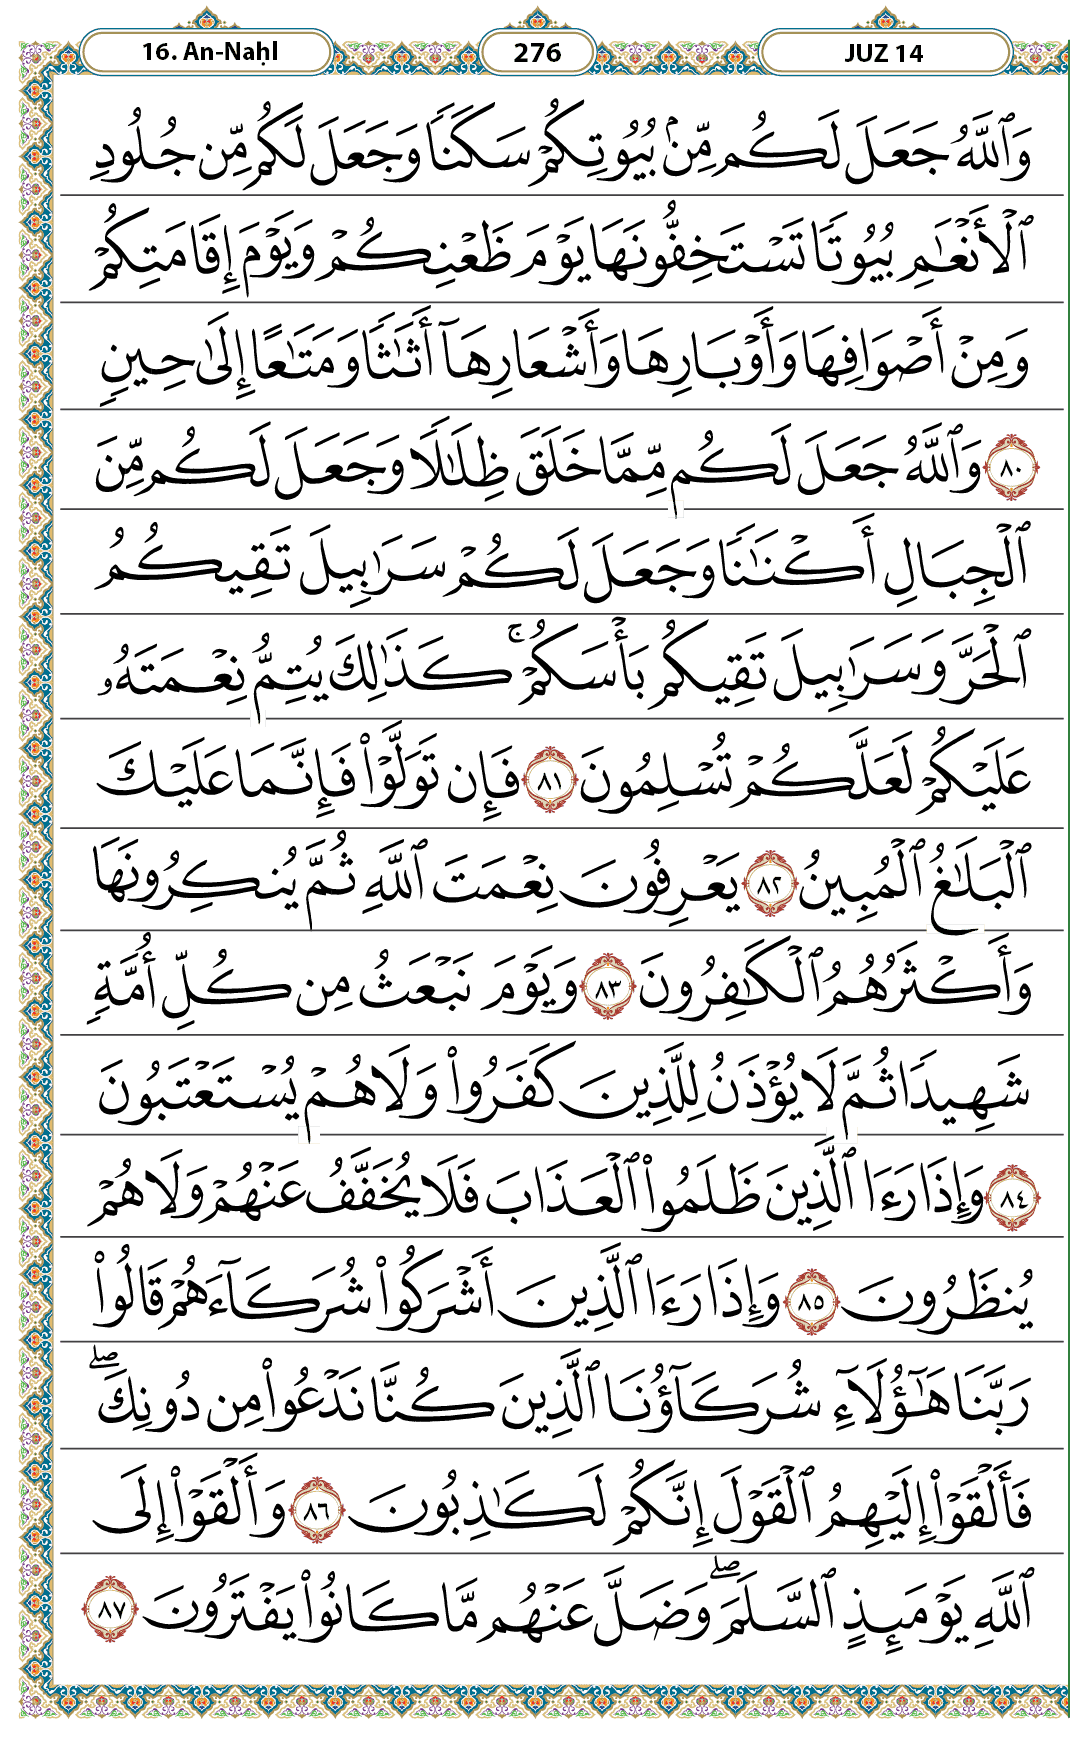 16. An-Naḥl
276
JUZ 14
وَٱللَّهُ جَعَلَ لَكُم مِّنۢ بُيُوتِكُمْ سَكَنًا وَجَعَلَ لَكُم مِّن جُلُودِ
ٱلْأَنْعَٰمِ بُيُوتًا تَسْتَخِفُّونَهَا يَوْمَ ظَعْنِكُمْ وَيَوْمَ إِقَامَتِكُمْ
وَمِنْ أَصْوَافِهَا وَأَوْبَارِهَا وَأَشْعَارِهَآ أَثَٰثًا وَمَتَٰعًا إِلَىٰ حِينٍ
٨٠ وَٱللَّهُ جَعَلَ لَكُم مِّمَّا خَلَقَ ظِلَٰلًا وَجَعَلَ لَكُم مِّنَ
ٱلْجِبَالِ أَكْنَٰنًا وَجَعَلَ لَكُمْ سَرَٰبِيلَ تَقِيكُمُ
ٱلْحَرَّ وَسَرَٰبِيلَ تَقِيكُم بَأْسَكُمْ ۚ كَذَٰلِكَ يُتِمُّ نِعْمَتَهُۥ
عَلَيْكُمْ لَعَلَّكُمْ تُسْلِمُونَ ٨١ فَإِن تَوَلَّوْا۟ فَإِنَّمَا عَلَيْكَ
ٱلْبَلَٰغُ ٱلْمُبِينُ ٨٢ يَعْرِفُونَ نِعْمَتَ ٱللَّهِ ثُمَّ يُنكِرُونَهَا
وَأَكْثَرُهُمُ ٱلْكَٰفِرُونَ ٨٣ وَيَوْمَ نَبْعَثُ مِن كُلِّ أُمَّةٍ
شَهِيدًا ثُمَّ لَا يُؤْذَنُ لِلَّذِينَ كَفَرُوا۟ وَلَا هُمْ يُسْتَعْتَبُونَ
٨٤ وَإِذَا رَءَا ٱلَّذِينَ ظَلَمُوا۟ ٱلْعَذَابَ فَلَا يُخَفَّفُ عَنْهُمْ وَلَا هُمْ
يُنظَرُونَ ٨٥ وَإِذَا رَءَا ٱلَّذِينَ أَشْرَكُوا۟ شُرَكَآءَهُمْ قَالُوا۟
رَبَّنَا هَٰٓؤُلَآءِ شُرَكَآؤُنَا ٱلَّذِينَ كُنَّا نَدْعُوا۟ مِن دُونِكَ ۖ
فَأَلْقَوْا۟ إِلَيْهِمُ ٱلْقَوْلَ إِنَّكُمْ لَكَٰذِبُونَ ٨٦ وَأَلْقَوْا۟ إِلَى
ٱللَّهِ يَوْمَئِذٍ ٱلسَّلَمَ ۖ وَضَلَّ عَنْهُم مَّا كَانُوا۟ يَفْتَرُونَ ٨٧